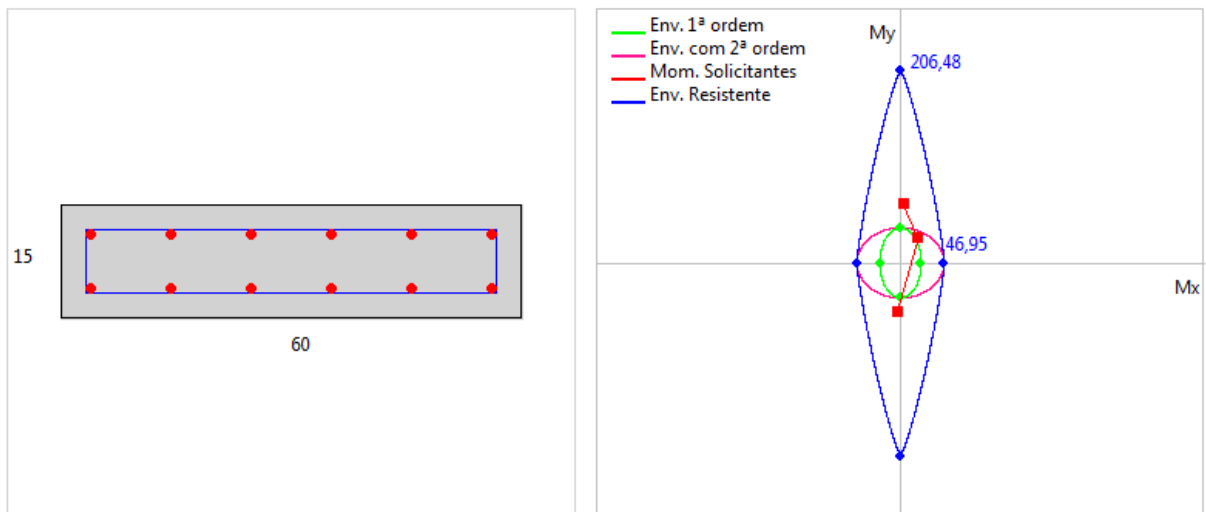 15
60
Env. 1ª ordem
Env. com 2ª ordem
Mom. Solicitantes
Env. Resistente
My
206,48
46,95
Mx